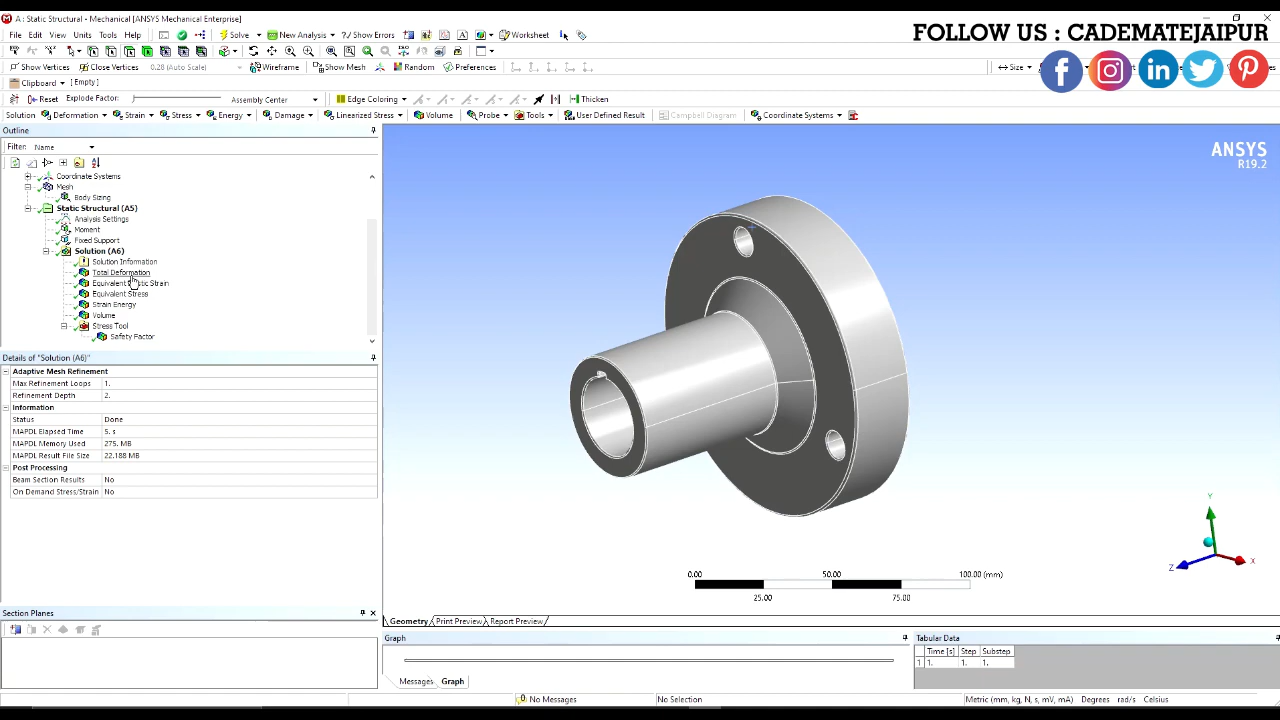 A : Static Structural - Mechanical [ANSYS Mechanical Enterprise]
FOLLOW US : CADEMATEJAIPUR
File Edit View Units Tools Help Solve New Analysis Show Errors Worksheet
Show Vertices Close Vertices 0.28 (Auto Scale) Wireframe Show Mesh Random Preferences Size
Clipboard [ Empty ]
Reset Explode Factor: Assembly Center Edge Coloring Thicken
Solution Deformation Strain Stress Energy Damage Linearized Stress Volume Probe Tools User Defined Result Campbell Diagram Coordinate Systems
Outline
Filter: Name
Coordinate Systems
Mesh
Body Sizing
Static Structural (A5)
Analysis Settings
Moment
Fixed Support
Solution (A6)
Solution Information
Total Deformation
Equivalent Strain
Equivalent Stress
Strain Energy
Volume
Stress Tool
Safety Factor
Details of "Solution (A6)"
Adaptive Mesh Refinement
Max Refinement Loops 1.
Refinement Depth 2.
Information
Status Done
MAPDL Elapsed Time 5. s
MAPDL Memory Used 275. MB
MAPDL Result File Size 22.188 MB
Post Processing
Beam Section Results No
On Demand Stress/Strain No
Section Planes
ANSYS
R19.2
Y
Z X
0.00 50.00 100.00 (mm)
25.00 75.00
Geometry Print Preview Report Preview
Graph
Messages Graph
Tabular Data
Time [s] Step Substep
1 1. 1. 1.
No Messages No Selection Metric (mm, kg, N, s, mV, mA) Degrees rad/s Celsius